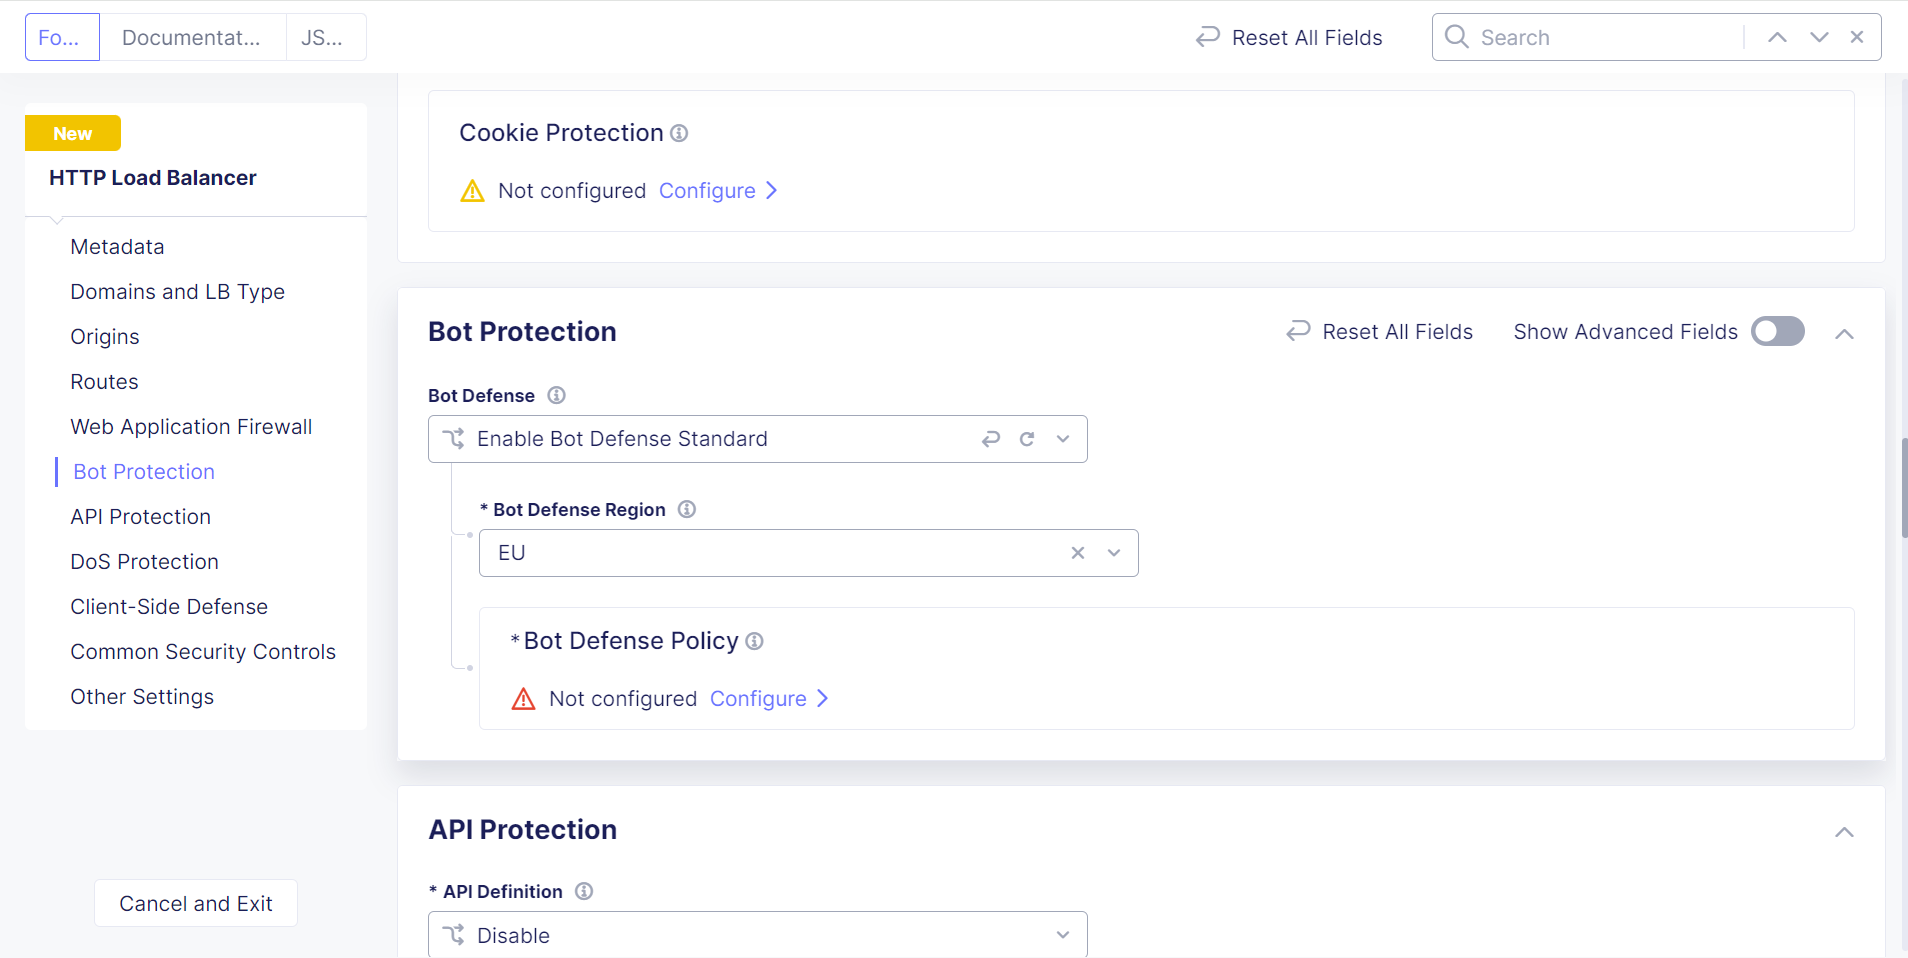 Fo...
Documentat...
JS...
Reset All Fields
Search
New
HTTP Load Balancer
Metadata
Domains and LB Type
Origins
Routes
Web Application Firewall
Bot Protection
API Protection
DoS Protection
Client-Side Defense
Common Security Controls
Other Settings
Cancel and Exit
Cookie Protection
Not configured Configure
Bot Protection
Reset All Fields
Show Advanced Fields
Bot Defense
Enable Bot Defense Standard
* Bot Defense Region
EU
* Bot Defense Policy
Not configured Configure
API Protection
* API Definition
Disable